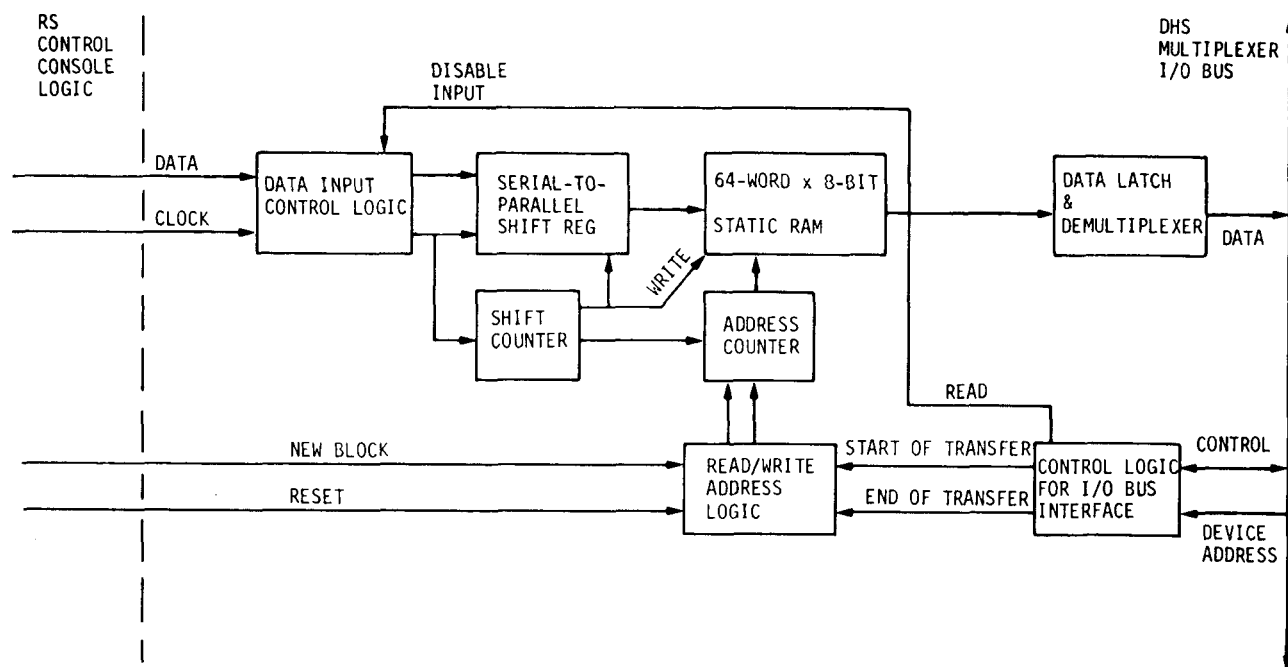 RS
CONTROL
CONSOLE
LOGIC
DHS
MULTIPLEXER
I/O BUS
DISABLE
INPUT
DATA
CLOCK
DATA INPUT
CONTROL LOGIC
SERIAL-TO-
PARALLEL
SHIFT REG
64-WORD x 8-BIT
STATIC RAM
DATA LATCH
&
DEMULTIPLEXER
DATA
WRITE
SHIFT
COUNTER
ADDRESS
COUNTER
READ
NEW BLOCK
RESET
READ/WRITE
ADDRESS
LOGIC
START OF TRANSFER
END OF TRANSFER
CONTROL LOGIC
FOR I/O BUS
INTERFACE
CONTROL
DEVICE
ADDRESS